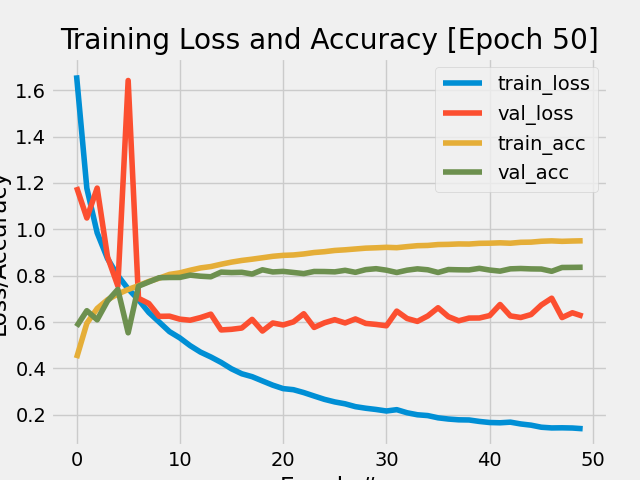 Training Loss and Accuracy [Epoch 50]
train_loss
val_loss
train_acc
val_acc
1.6
1.4
1.2
1.0
0.8
0.6
0.4
0.2
Loss/Accuracy
0
10
20
30
40
50
Epoch #